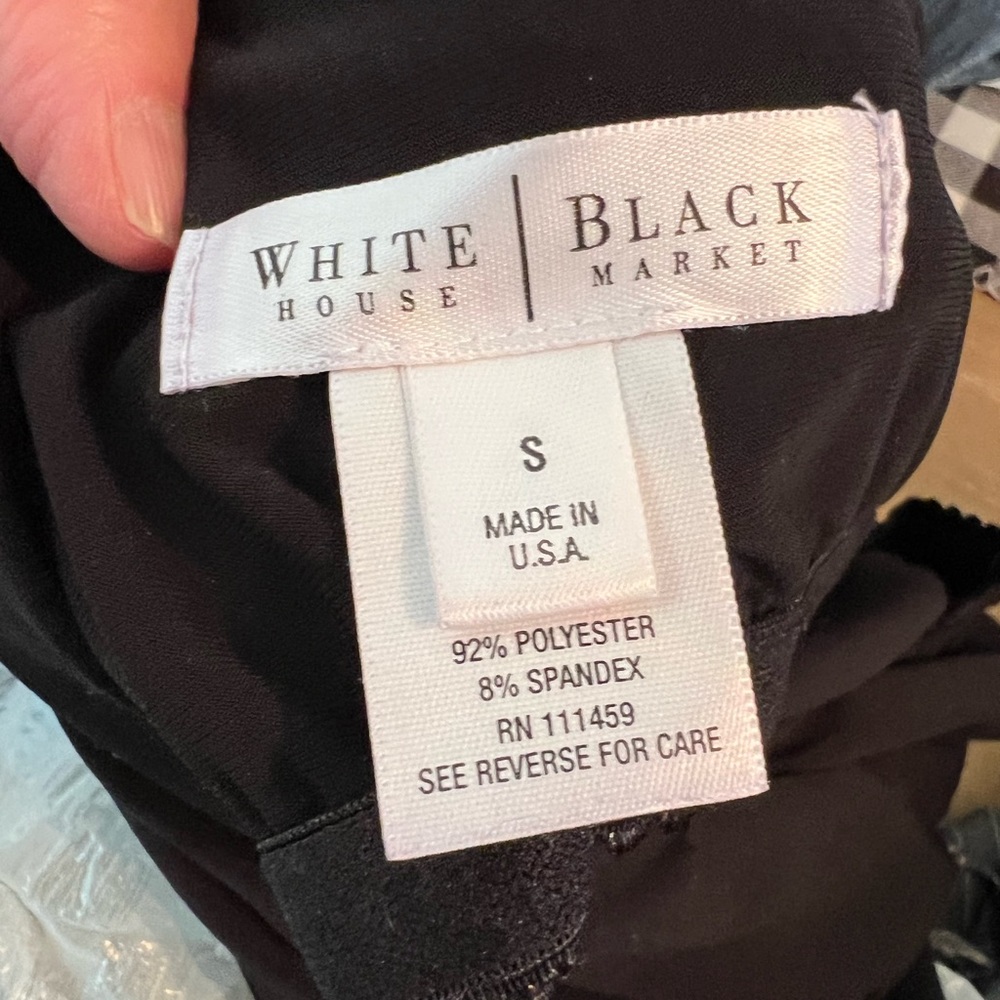 WHITE | BLACK
HOUSE MARKET
S
MADE IN
U.S.A.
92% POLYESTER
8% SPANDEX
RN 111459
SEE REVERSE FOR CARE